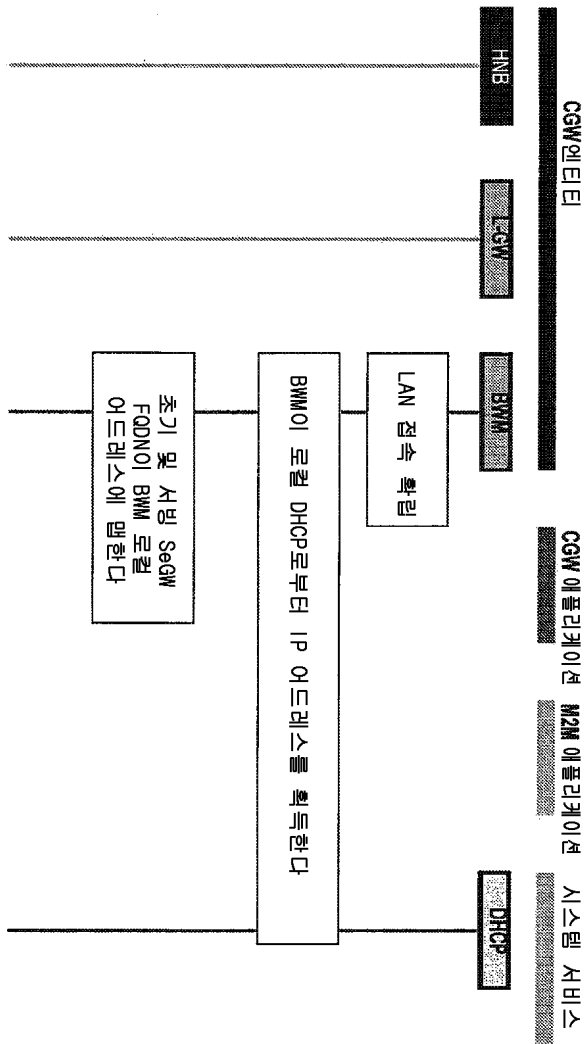 CGW엔티티
CGW 애플리케이션
M2M 애플리케이션
시스템 서비스
HNB
L-GW
BWM
DHCP
LAN 접속 확립
BWM이 로컬 DHCP로부터 IP 어드레스를 획득한다
초기 및 서빙 SeGW
FQDN이 BWM 로컬
어드레스에 맵한다